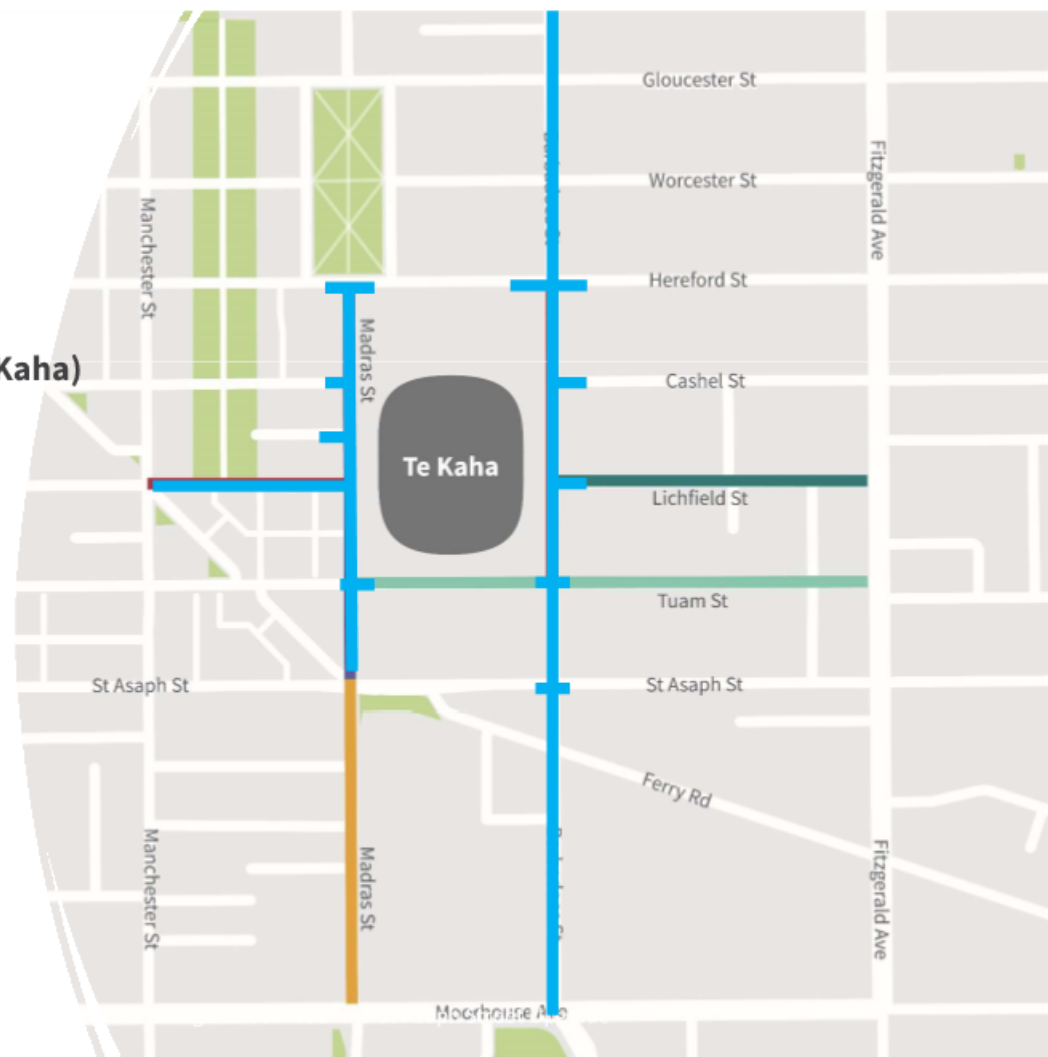 Gloucester St
Worcester St
Fitzgerald Ave
Manchester St
Hereford St
Madras St
Kaha)
Cashel St
Te Kaha
Lichfield St
Tuam St
St Asaph St
St Asaph St
Ferry Rd
Manchester St
Madras St
Fitzgerald Ave
Moorhouse Ave